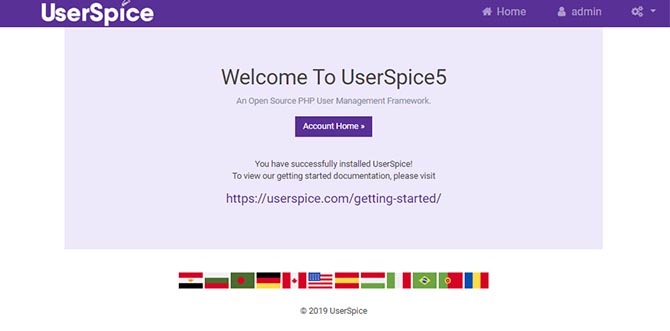 UserSpice
Home admin
Welcome To UserSpice5
An Open Source PHP User Management Framework.
Account Home »
You have successfully installed UserSpice!
To view our getting started documentation, please visit
https://userspice.com/getting-started/
© 2019 UserSpice